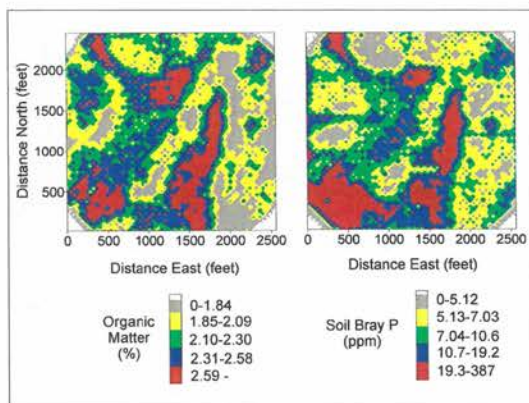 Distance North (feet)
2000
1500
1000
500
0 500 1000 1500 2000 2500
0 500 1000 1500 2000 2500
Distance East (feet)
Distance East (feet)
Organic
Matter
(%)
0-1.84
1.85-2.09
2.10-2.30
2.31-2.58
2.59 -
Soil Bray P
(ppm)
0-5.12
5.13-7.03
7.04-10.6
10.7-19.2
19.3-387